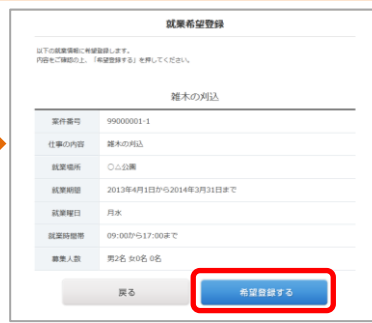 就業希望登録
以下の就業情報に希望登録します。
内容をご確認の上、「希望登録する」を押してください。
雑木の刈込
案件番号 99000001-1
仕事の内容 雑木の刈込
就業場所 〇△公園
就業期間 2013年4月1日から2014年3月31日まで
就業曜日 月水
就業時間帯 09:00から17:00まで
募集人数 男2名 女0名 0名
戻る 希望登録する